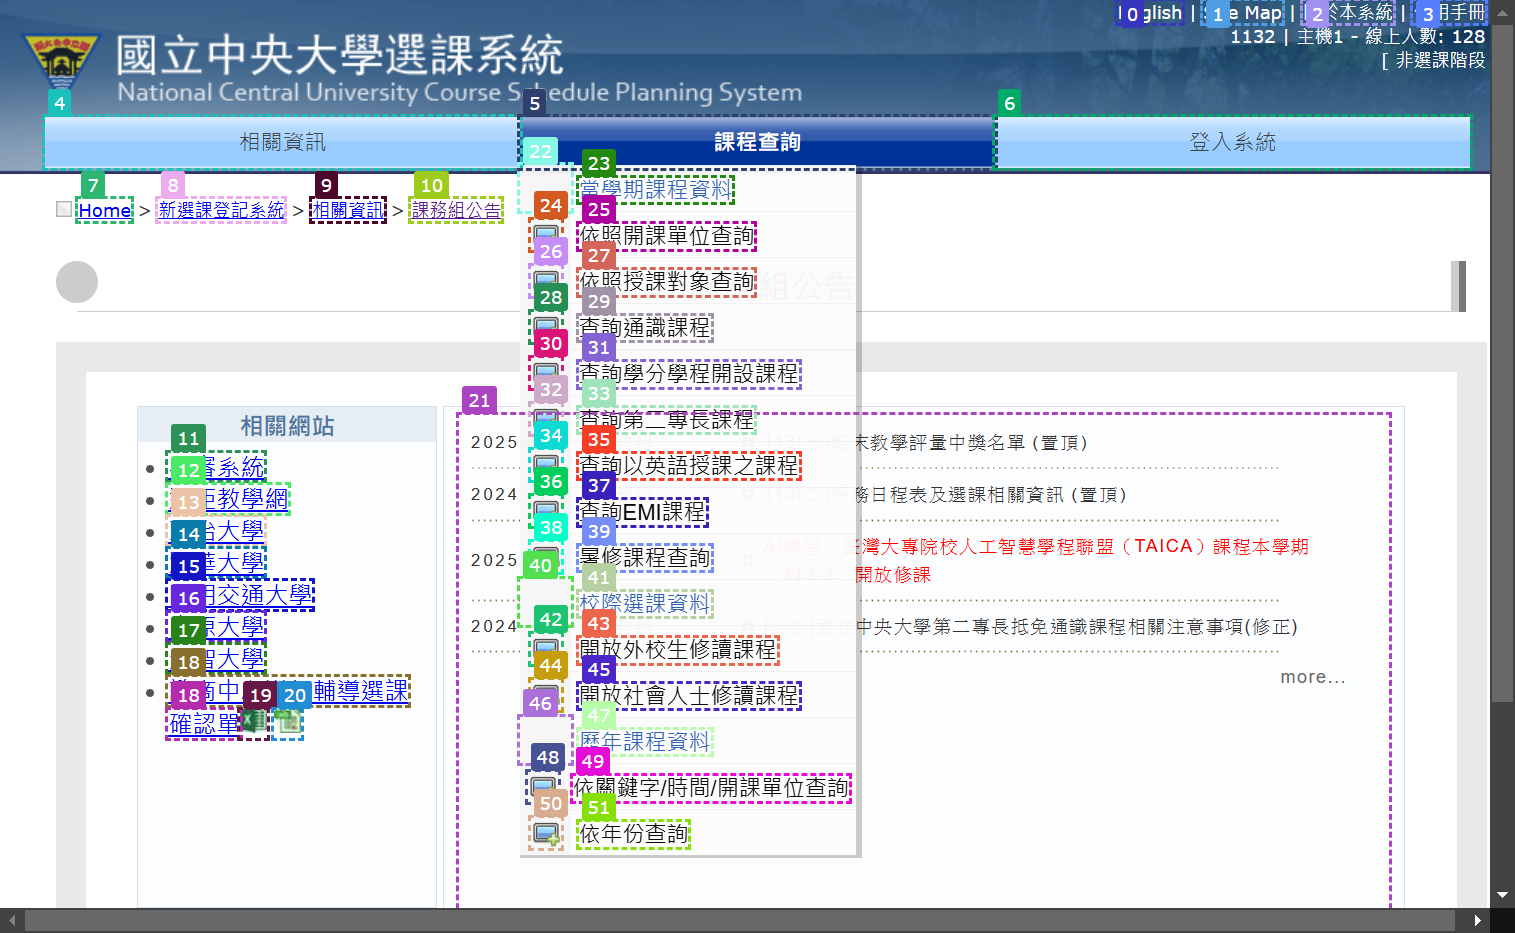 English | Site Map | 關於本系統 | 使用手冊
1132 | 主機1 - 線上人數: 128
[ 非選課階段
國立中央大學選課系統
National Central University Course Schedule Planning System
相關資訊
課程查詢
登入系統
Home > 新選課登記系統 > 相關資訊 > 課務組公告
當學期課程資料
依照開課單位查詢
依照授課對象查詢
查詢通識課程
查詢學分學程開設課程
查詢第二專長課程
查詢以英語授課之課程
查詢EMI課程
暑修課程查詢
校際選課資料
開放外校生修讀課程
開放社會人士修讀課程
歷年課程資料
依關鍵字/時間/開課單位查詢
依年份查詢
組公告
相關網站
系統
教學網
大學
大學
交通大學
大學
大學
輔導選課
確認單
2025
末教學評量中獎名單 (置頂)
2024
務日程表及選課相關資訊 (置頂)
2025
臺灣大專院校人工智慧學程聯盟（TAICA）課程本學期
開放修課
2024
中央大學第二專長抵免通識課程相關注意事項(修正)
more...
0
1
2
3
4
5
6
7
8
9
10
11
12
13
14
15
16
17
18
18
19
20
21
22
23
24
25
26
27
28
29
30
31
32
33
34
35
36
37
38
39
40
41
42
43
44
45
46
47
48
49
50
51